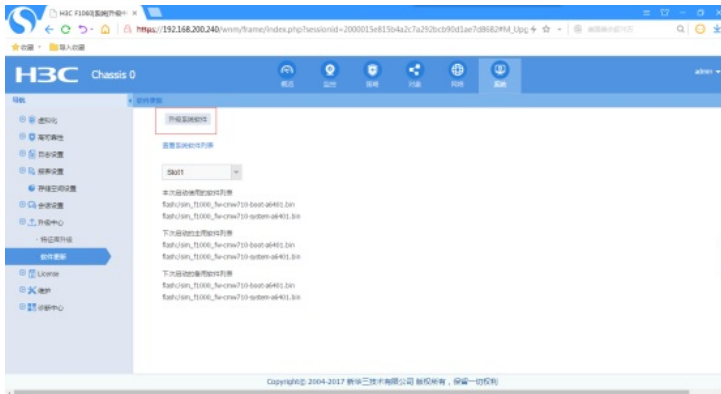 H3C F1060[系统]升级中
https://192.168.200.240/wnm/frame/index.php?sessionid=2000015e815b4a2c7a292bcb90d1ae7d8682#M_Upg
收藏
导入收藏
H3C Chassis 0
概览
监控
策略
对象
网络
系统
admin
导航
软件更新
虚拟化
高可靠性
日志设置
报表设置
存储空间设置
会话设置
升级中心
特征库升级
软件更新
License
维护
诊断中心
升级系统软件
查看系统软件列表
Slot1
本次启动使用的软件列表
flash:/sim_f1000_fw-cmw710-boot-a6401.bin
flash:/sim_f1000_fw-cmw710-system-a6401.bin
下次启动的主用软件列表
flash:/sim_f1000_fw-cmw710-boot-a6401.bin
flash:/sim_f1000_fw-cmw710-system-a6401.bin
下次启动的备用软件列表
flash:/sim_f1000_fw-cmw710-boot-a6401.bin
flash:/sim_f1000_fw-cmw710-system-a6401.bin
Copyright© 2004-2017 新华三技术有限公司 版权所有，保留一切权利